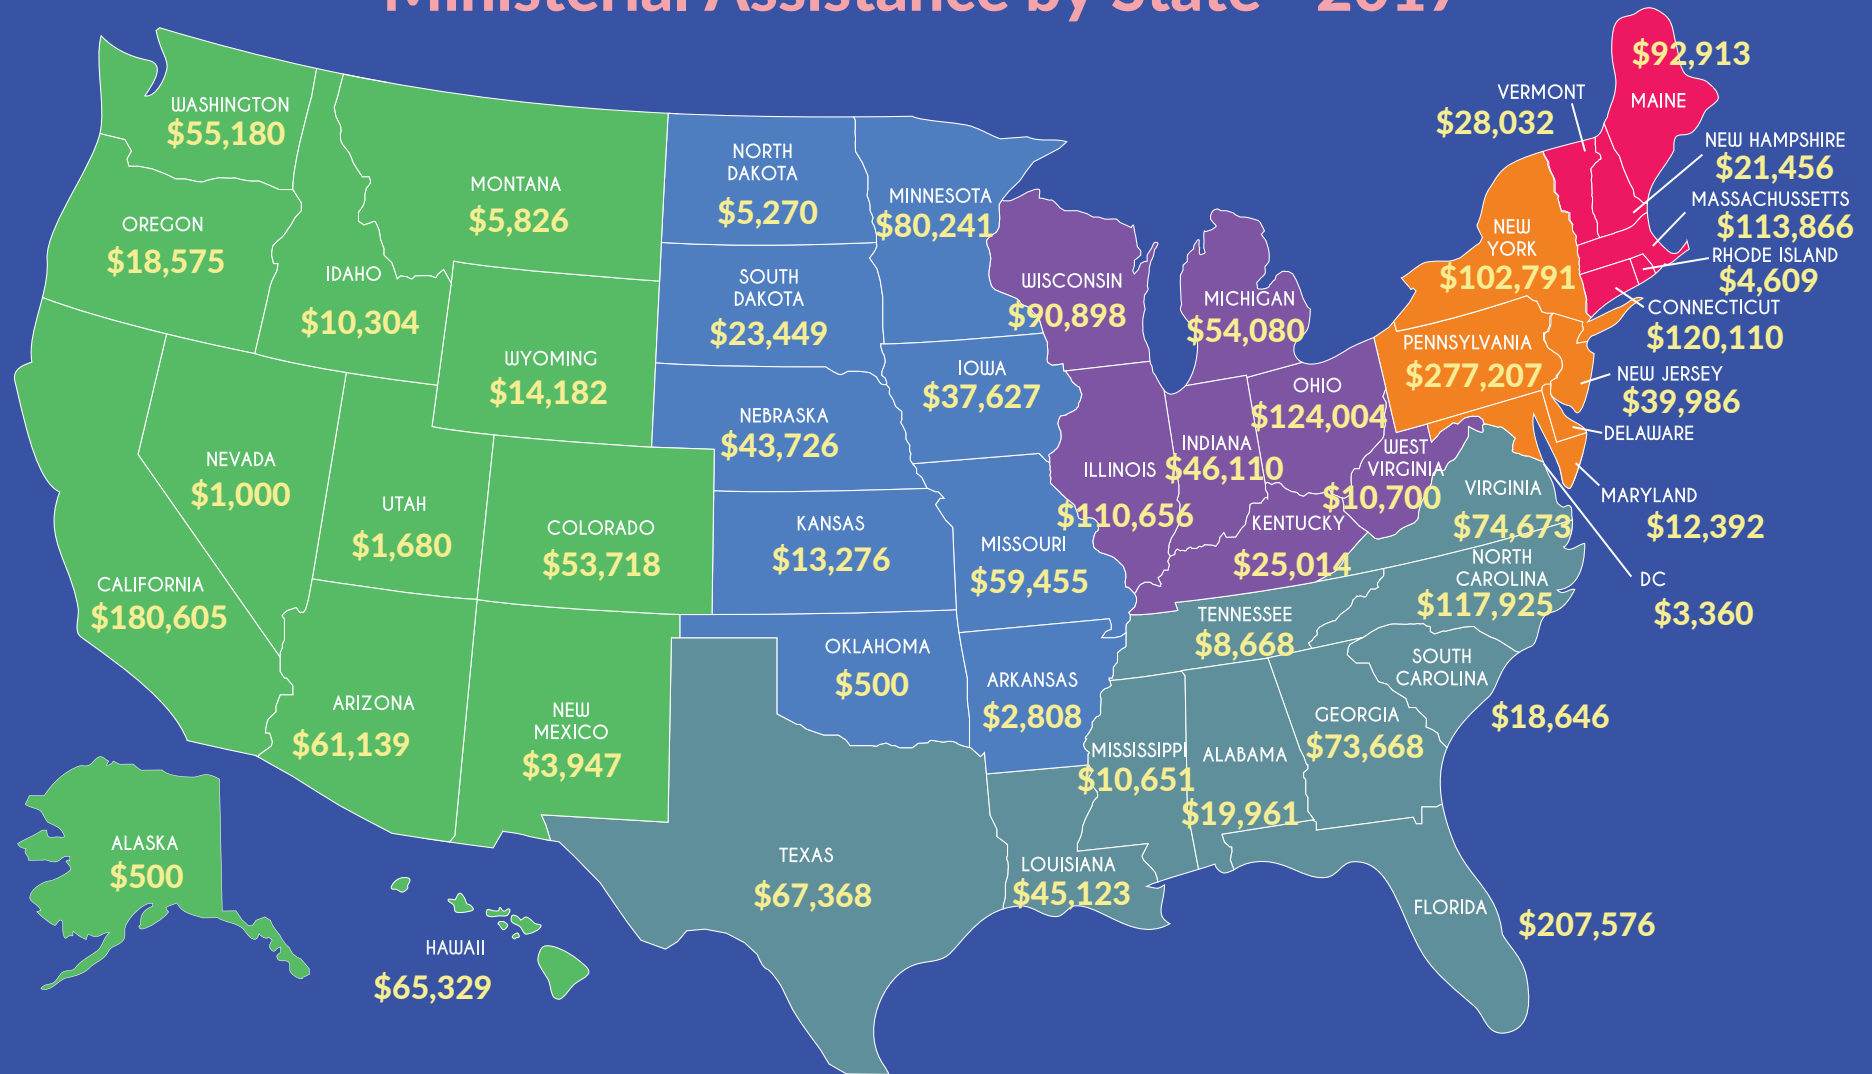 Ministerial Assistance by State - 2017
WASHINGTON
$55,180
OREGON
$18,575
IDAHO
$10,304
MONTANA
$5,826
WYOMING
$14,182
NEVADA
$1,000
UTAH
$1,680
COLORADO
$53,718
CALIFORNIA
$180,605
ARIZONA
$61,139
NEW
MEXICO
$3,947
ALASKA
$500
HAWAII
$65,329
NORTH
DAKOTA
$5,270
SOUTH
DAKOTA
$23,449
MINNESOTA
$80,241
NEBRASKA
$43,726
IOWA
$37,627
KANSAS
$13,276
MISSOURI
$59,455
OKLAHOMA
$500
ARKANSAS
$2,808
WISCONSIN
$90,898
MICHIGAN
$54,080
ILLINOIS
$110,656
INDIANA
$46,110
OHIO
$124,004
WEST
VIRGINIA
$10,700
KENTUCKY
$25,014
TEXAS
$67,368
LOUISIANA
$45,123
MISSISSIPPI
$10,651
ALABAMA
$19,961
TENNESSEE
$8,668
GEORGIA
$73,668
FLORIDA
$207,576
SOUTH
CAROLINA
$18,646
NORTH
CAROLINA
$117,925
VIRGINIA
$74,673
NEW
YORK
$102,791
PENNSYLVANIA
$277,207
NEW JERSEY
$39,986
DELAWARE
MARYLAND
$12,392
DC
$3,360
$92,913
MAINE
VERMONT
$28,032
NEW HAMPSHIRE
$21,456
MASSACHUSSETTS
$113,866
RHODE ISLAND
$4,609
CONNECTICUT
$120,110